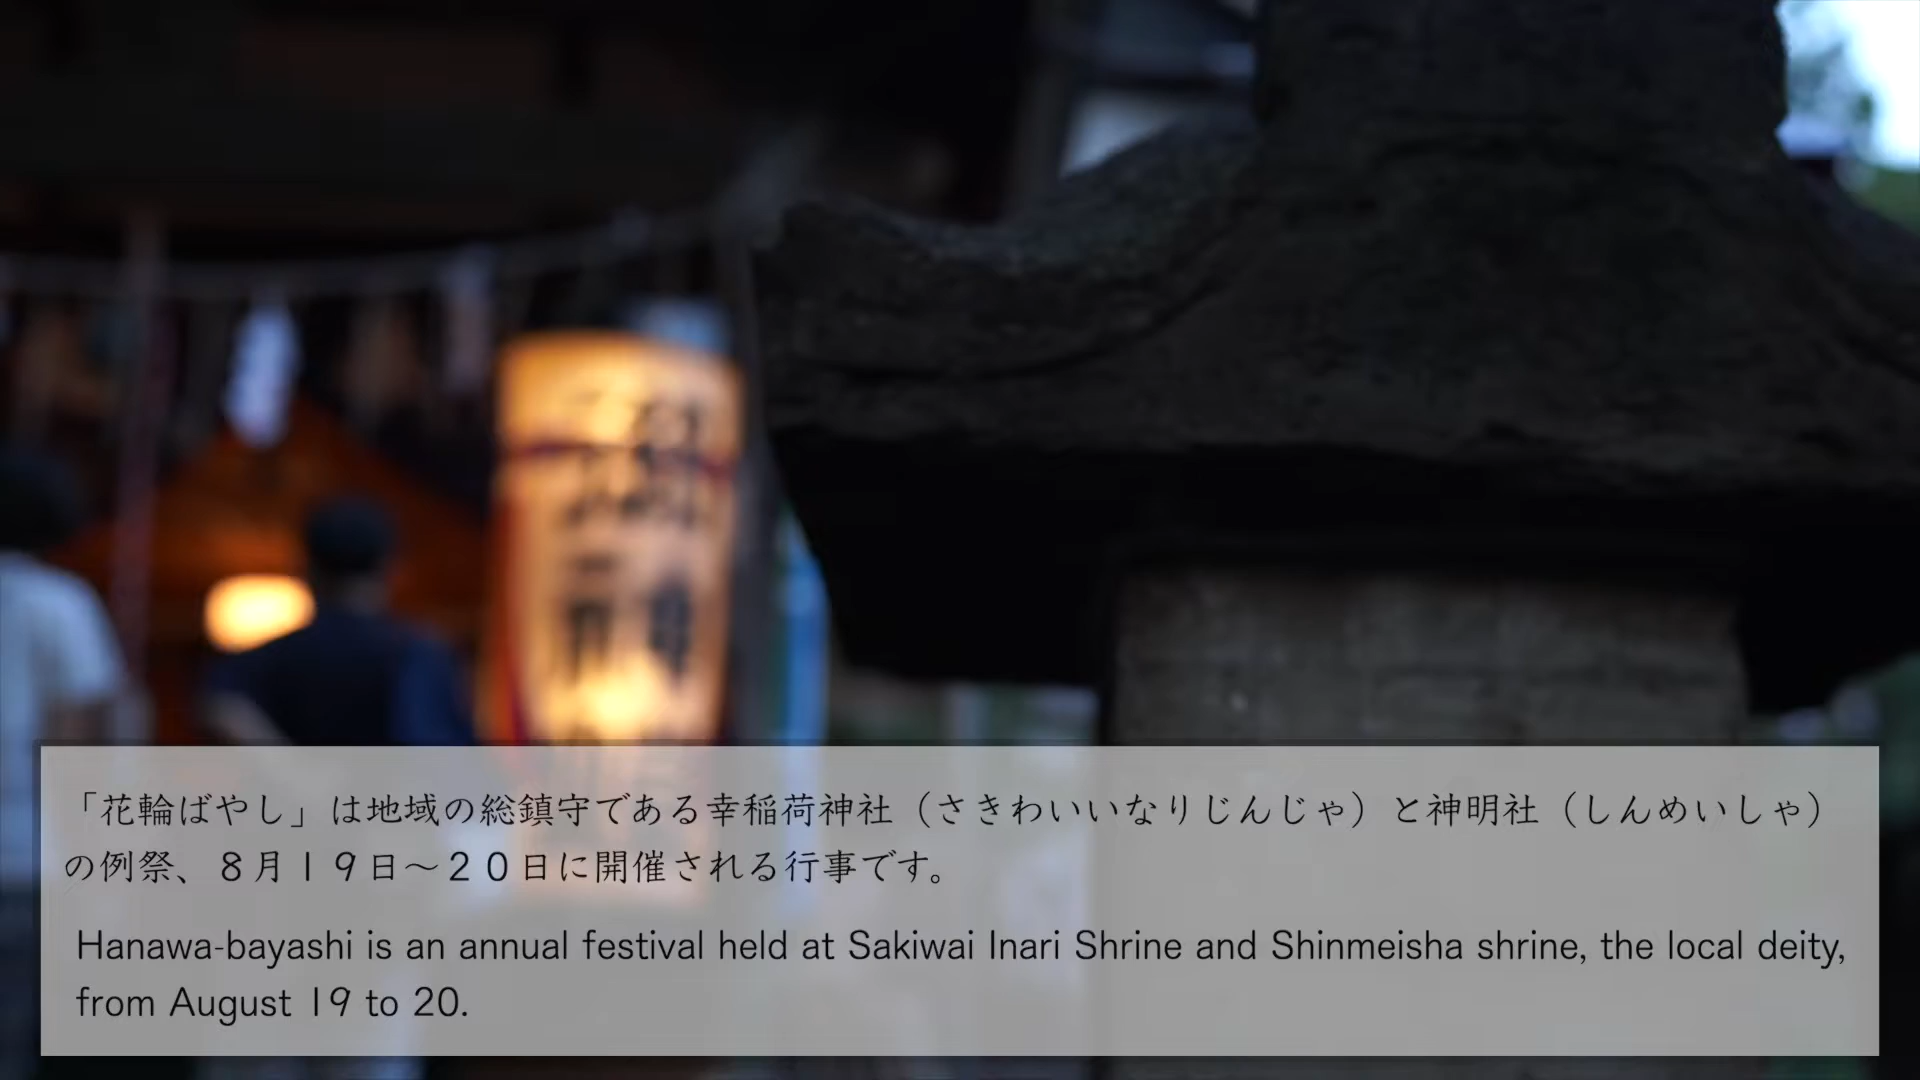 「花輪ばやし」は地域の総鎮守である幸稲荷神社（さきわいいなりじんじゃ）と神明社（しんめいしゃ）
の例祭、８月１９日～２０日に開催される行事です。
Hanawa-bayashi is an annual festival held at Sakiwai Inari Shrine and Shinmeisha shrine, the local deity,
from August 19 to 20.